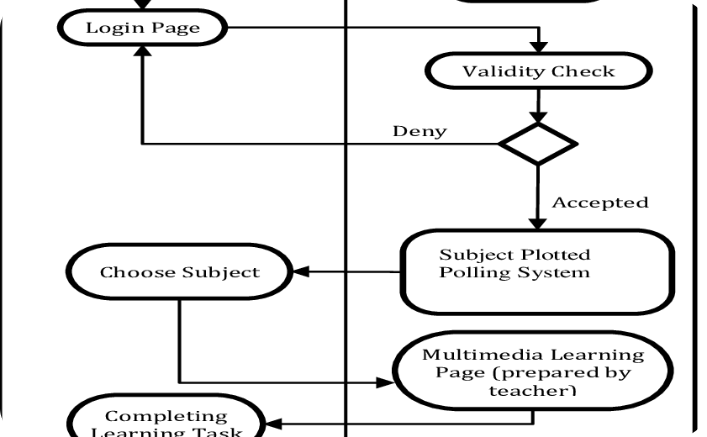 Login Page
Validity Check
Deny
Accepted
Subject Plotted
Polling System
Choose Subject
Multimedia Learning
Page (prepared by
teacher)
Completing
Learning Task